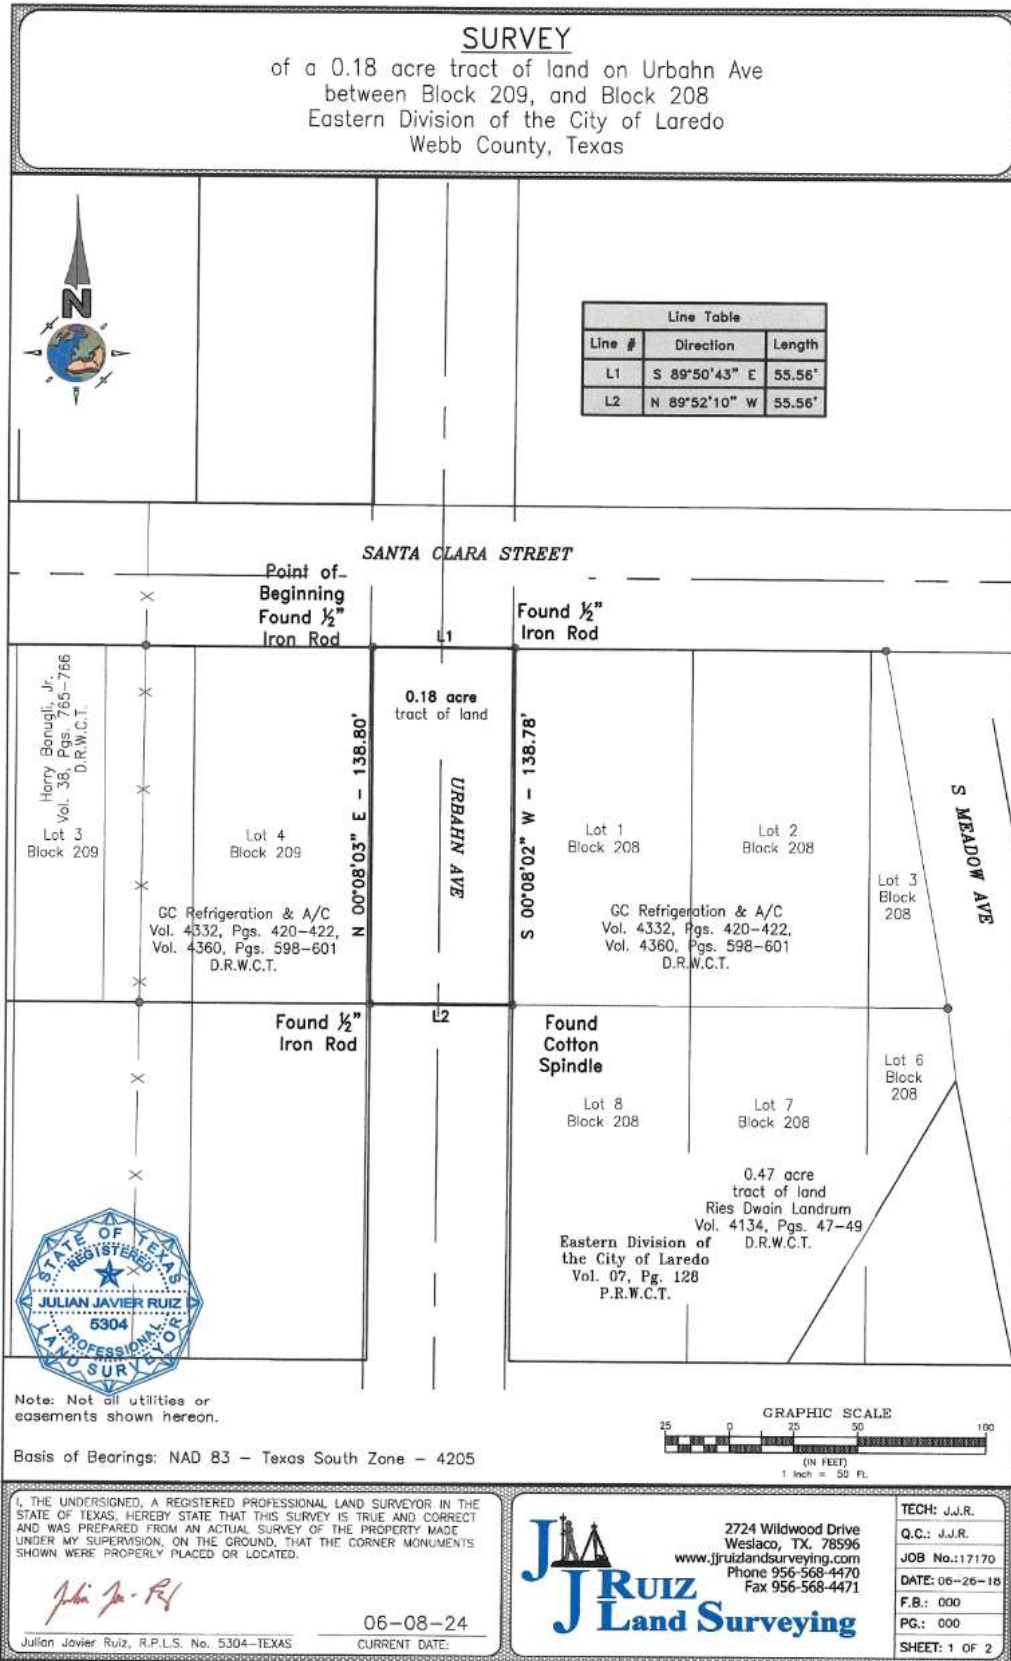 SURVEY
of a 0.18 acre tract of land on Urbahn Ave
between Block 209, and Block 208
Eastern Division of the City of Laredo
Webb County, Texas
N
Line Table
Line # Direction Length
L1 S 89°50'43" E 55.56'
L2 N 89°52'10" W 55.56'
SANTA CLARA STREET
Point of
Beginning
Found ½"
Iron Rod
L1
Found ½"
Iron Rod
Harry Bonugli, Jr.
Vol. 38, Pgs. 765-766
D.R.W.C.T.
Lot 3
Block 209
Lot 4
Block 209
GC Refrigeration & A/C
Vol. 4332, Pgs. 420-422,
Vol. 4360, Pgs. 598-601
D.R.W.C.T.
N 00°08'03" E - 138.80'
0.18 acre
tract of land
URBAHN AVE
S 00°08'02" W - 138.78'
Lot 1
Block 208
Lot 2
Block 208
GC Refrigeration & A/C
Vol. 4332, Pgs. 420-422,
Vol. 4360, Pgs. 598-601
D.R.W.C.T.
Lot 3
Block
208
S MEADOW AVE
Found ½"
Iron Rod
L2
Found
Cotton
Spindle
Lot 8
Block 208
Lot 7
Block 208
Lot 6
Block
208
0.47 acre
tract of land
Ries Dwain Landrum
Vol. 4134, Pgs. 47-49
D.R.W.C.T.
Eastern Division of
the City of Laredo
Vol. 07, Pg. 128
P.R.W.C.T.
STATE OF TEXAS
REGISTERED
JULIAN JAVIER RUIZ
5304
PROFESSIONAL
LAND SURVEYOR
Note: Not all utilities or
easements shown hereon.
Basis of Bearings: NAD 83 - Texas South Zone - 4205
GRAPHIC SCALE
25 0 25 50 100
(IN FEET)
1 inch = 50 Ft.
I, THE UNDERSIGNED, A REGISTERED PROFESSIONAL LAND SURVEYOR IN THE
STATE OF TEXAS, HEREBY STATE THAT THIS SURVEY IS TRUE AND CORRECT
AND WAS PREPARED FROM AN ACTUAL SURVEY OF THE PROPERTY MADE
UNDER MY SUPERVISION, ON THE GROUND, THAT THE CORNER MONUMENTS
SHOWN WERE PROPERLY PLACED OR LOCATED.
06-08-24
Julian Javier Ruiz, R.P.L.S. No. 5304-TEXAS
CURRENT DATE:
JJ RUIZ
Land Surveying
2724 Wildwood Drive
Weslaco, TX. 78596
www.jjruizlandsurveying.com
Phone 956-568-4470
Fax 956-568-4471
TECH: J.J.R.
Q.C.: J.J.R.
JOB No.:17170
DATE: 06-26-18
F.B.: 000
PG.: 000
SHEET: 1 OF 2